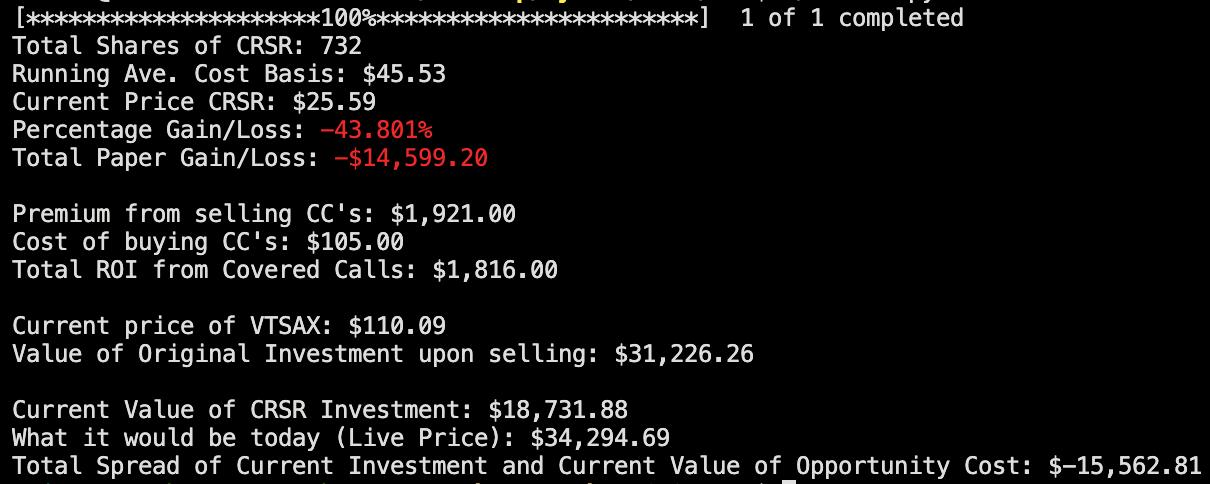 [*********************100%***********************]  1 of 1 completed
Total Shares of CRSR: 732
Running Ave. Cost Basis: $45.53
Current Price CRSR: $25.59
Percentage Gain/Loss: -43.801%
Total Paper Gain/Loss: -$14,599.20
Premium from selling CC's: $1,921.00
Cost of buying CC's: $105.00
Total ROI from Covered Calls: $1,816.00
Current price of VTSAX: $110.09
Value of Original Investment upon selling: $31,226.26
Current Value of CRSR Investment: $18,731.88
What it would be today (Live Price): $34,294.69
Total Spread of Current Investment and Current Value of Opportunity Cost: $-15,562.81